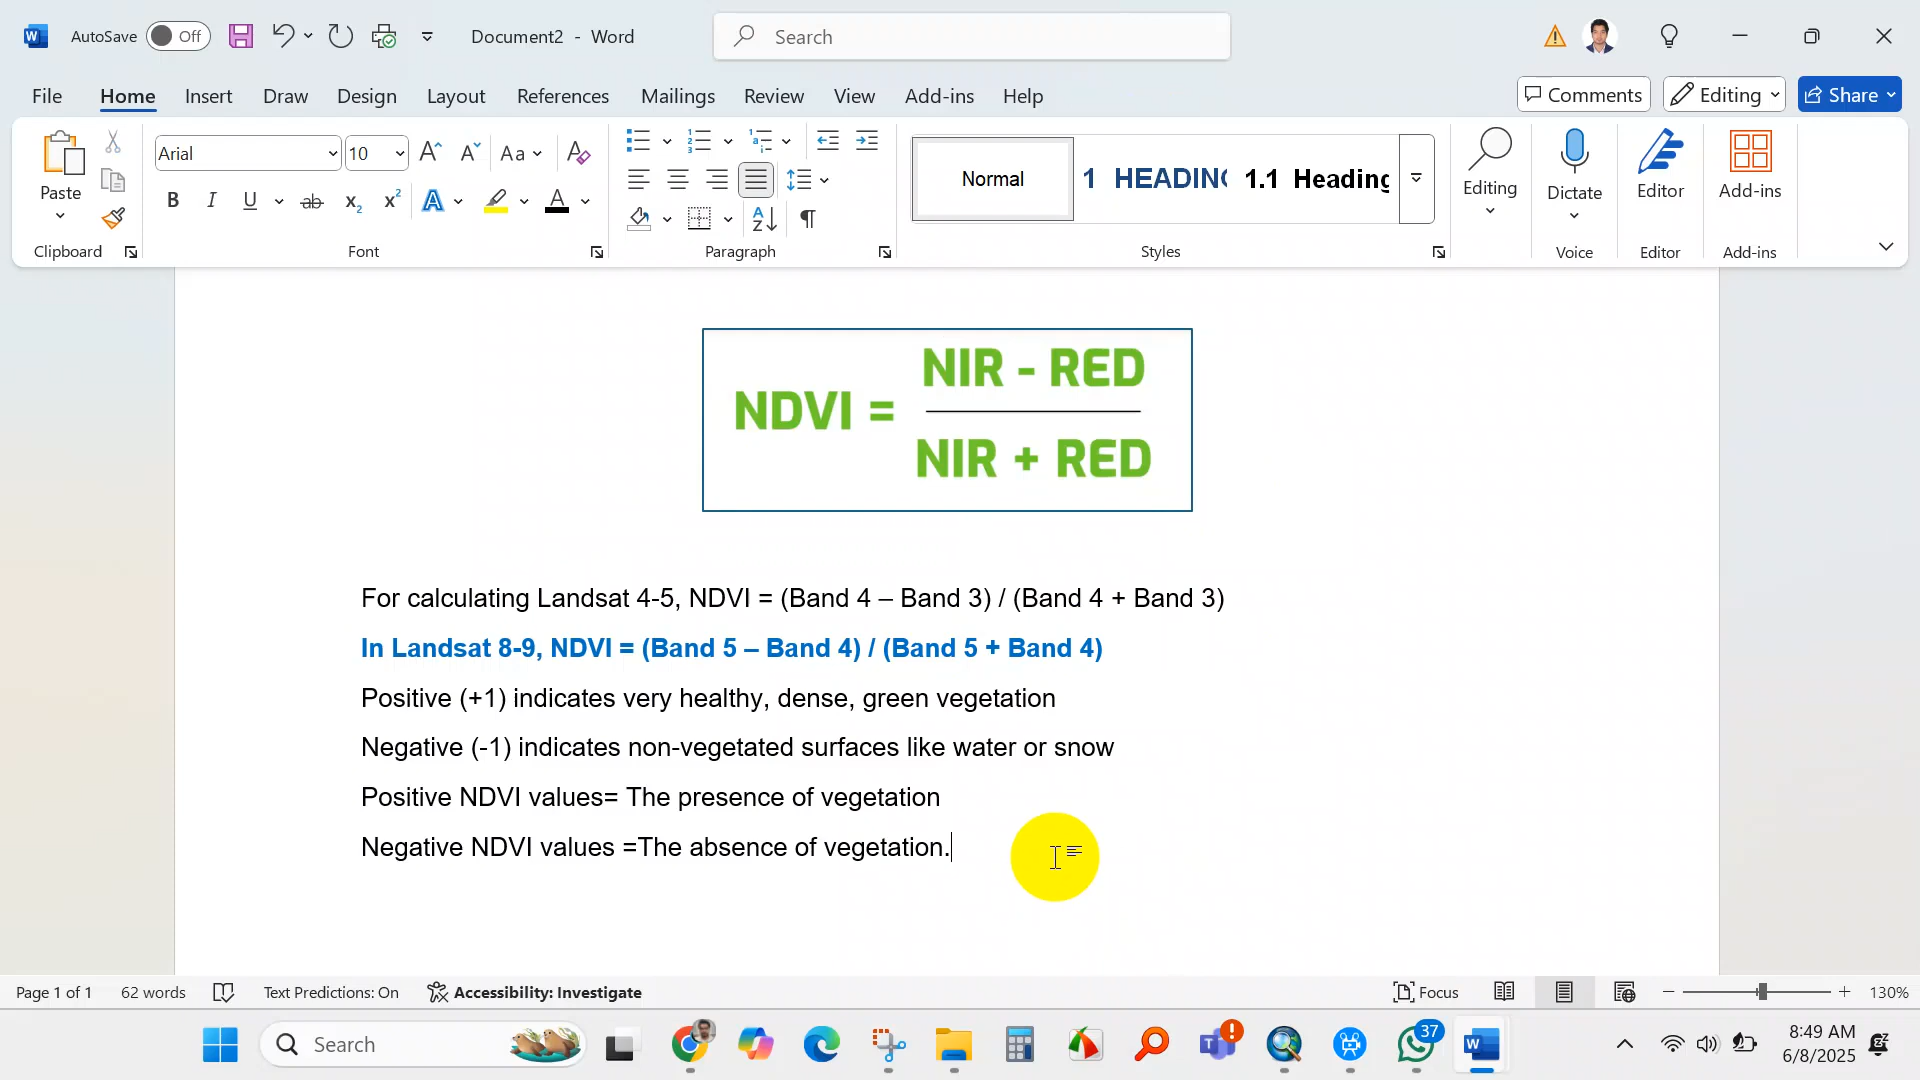 AutoSave Off Document2 - Word Search
File Home Insert Draw Design Layout References Mailings Review View Add-ins Help Comments Editing Share
Arial 10 Aa
Paste
B I U ab x₂ x² A A
Normal 1 HEADING 1.1 Heading
Editing Dictate Editor Add-ins
Clipboard Font Paragraph Styles Voice Editor Add-ins
NDVI = NIR - RED
NIR + RED
For calculating Landsat 4-5, NDVI = (Band 4 – Band 3) / (Band 4 + Band 3)
In Landsat 8-9, NDVI = (Band 5 – Band 4) / (Band 5 + Band 4)
Positive (+1) indicates very healthy, dense, green vegetation
Negative (-1) indicates non-vegetated surfaces like water or snow
Positive NDVI values= The presence of vegetation
Negative NDVI values =The absence of vegetation.
Page 1 of 1 62 words Text Predictions: On Accessibility: Investigate Focus 130%
Search 37 8:49 AM
6/8/2025